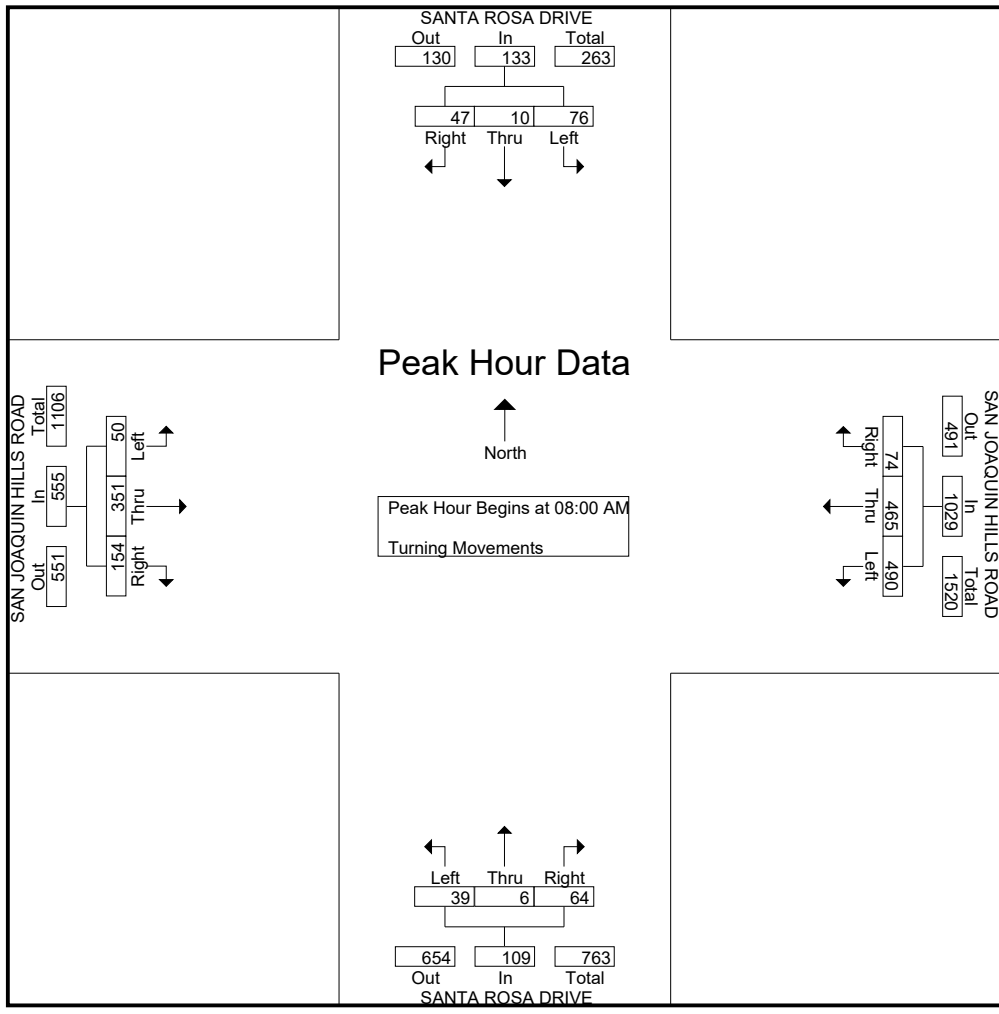 SANTA ROSA DRIVE
Out In Total
130 133 263
47 10 76
Right Thru Left
Peak Hour Data
North
Peak Hour Begins at 08:00 AM
Turning Movements
SAN JOAQUIN HILLS ROAD
Total In Out
1106 555 551
50 351 154
Left Thru Right
SAN JOAQUIN HILLS ROAD
Out In Total
491 1029 1520
74 465 490
Right Thru Left
Left Thru Right
39 6 64
654 109 763
Out In Total
SANTA ROSA DRIVE